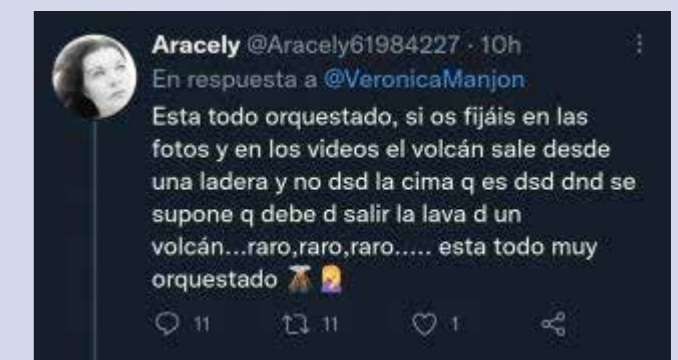 Aracely @Aracely61984227 · 10h
En respuesta a @VeronicaManjon
Esta todo orquestado, si os fijáis en las
fotos y en los videos el volcán sale desde
una ladera y no dsd la cima q es dsd dnd se
supone q debe d salir la lava d un
volcán...raro,raro,raro..... esta todo muy
orquestado 🌋🤦‍♀️
11 11 1